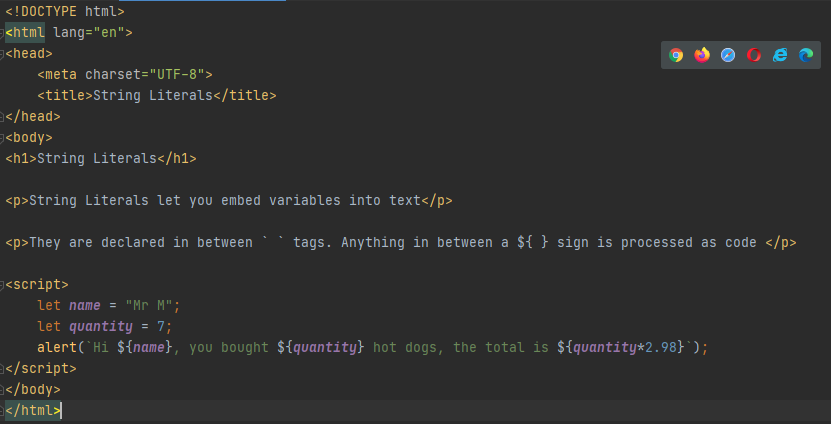 <!DOCTYPE html>
<html lang="en">
<head>
    <meta charset="UTF-8">
    <title>String Literals</title>
</head>
<body>
<h1>String Literals</h1>

<p>String Literals let you embed variables into text</p>

<p>They are declared in between ` ` tags. Anything in between a ${ } sign is processed as code </p>

<script>
    let name = "Mr M";
    let quantity = 7;
    alert(`Hi ${name}, you bought ${quantity} hot dogs, the total is ${quantity*2.98}`);
</script>
</body>
</html>